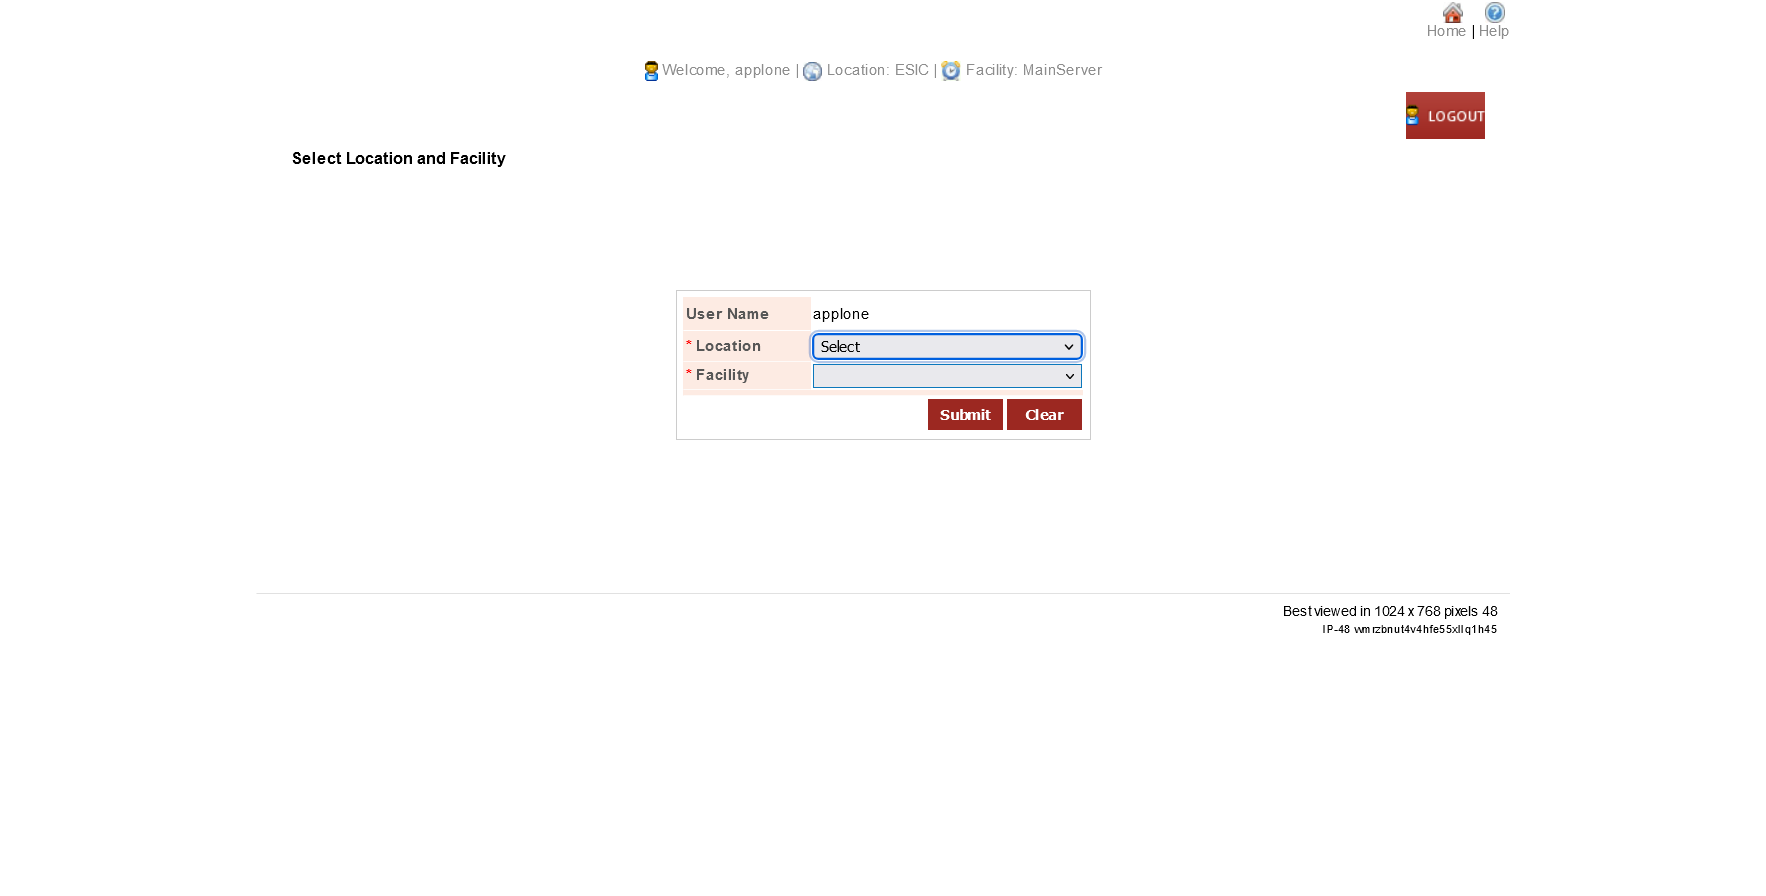 Home | Help
Welcome, applone | Location: ESIC | Facility: MainServer
LOGOUT
Select Location and Facility
User Name applone
* Location Select
* Facility
Submit Clear
Best viewed in 1024 x 768 pixels 48
IP-48 wmrzbnut4v4hfe55xllq1h45